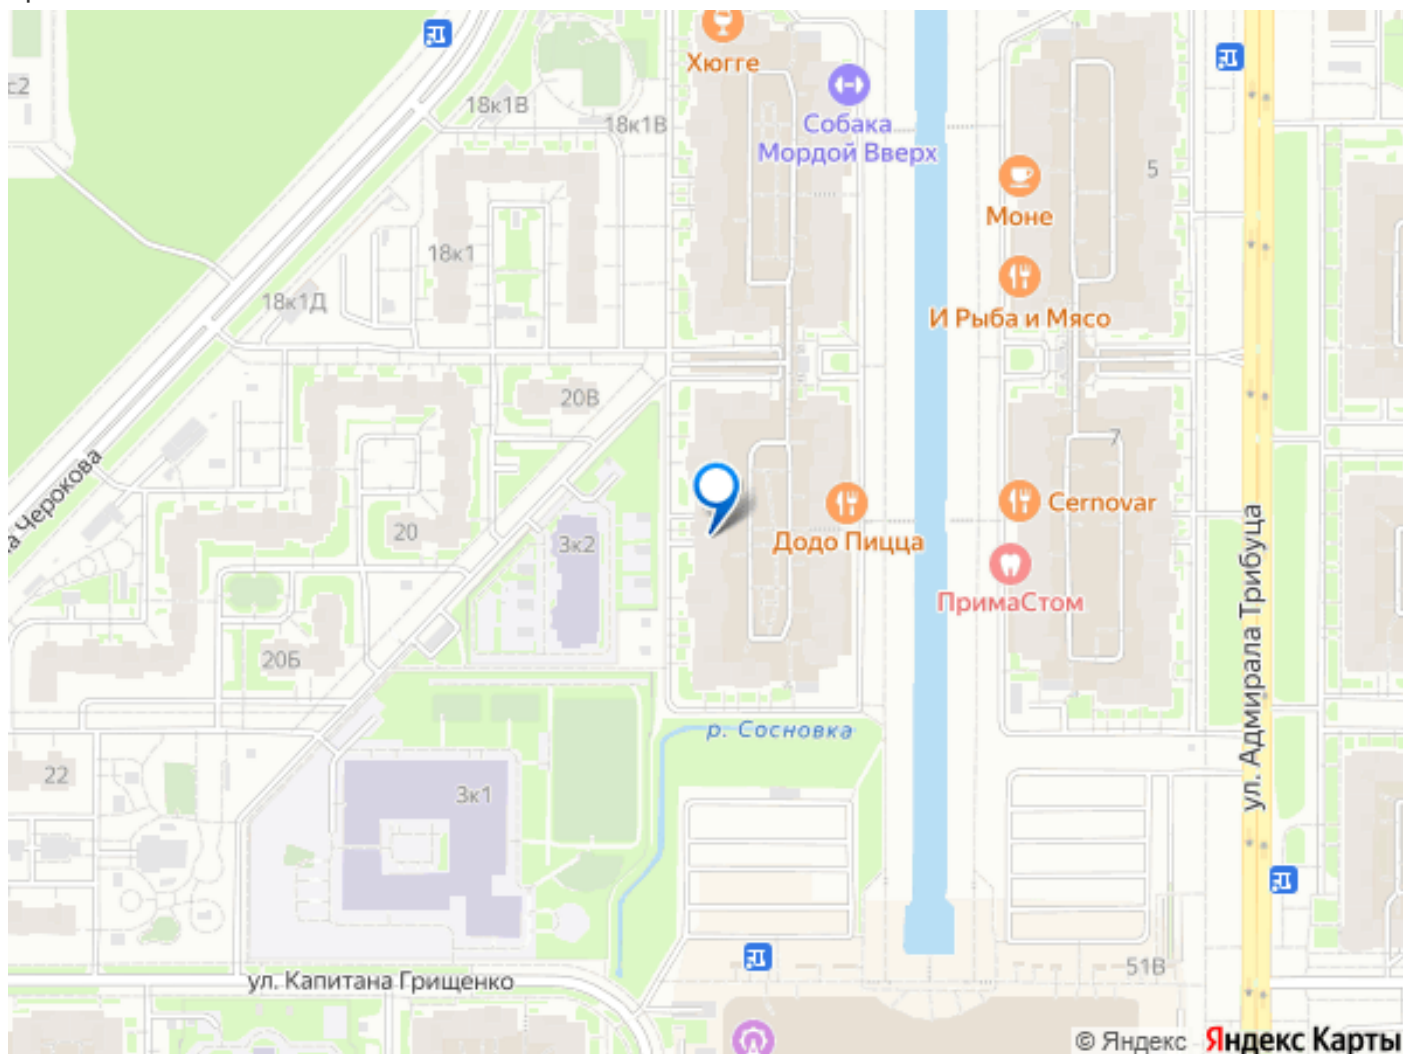 Хюгге
с2
18к1В
18к1В
Собака
Мордой Вверх
5
Моне
18к1
18к1Д
И Рыба и Мясо
20В
7
Черокова
Cernovar
20
3к2
Додо Пицца
ПримаСтом
ул. Адмирала Трибуца
20Б
р. Сосновка
22
3к1
51В
ул. Капитана Грищенко
© Яндекс Яндекс Карты